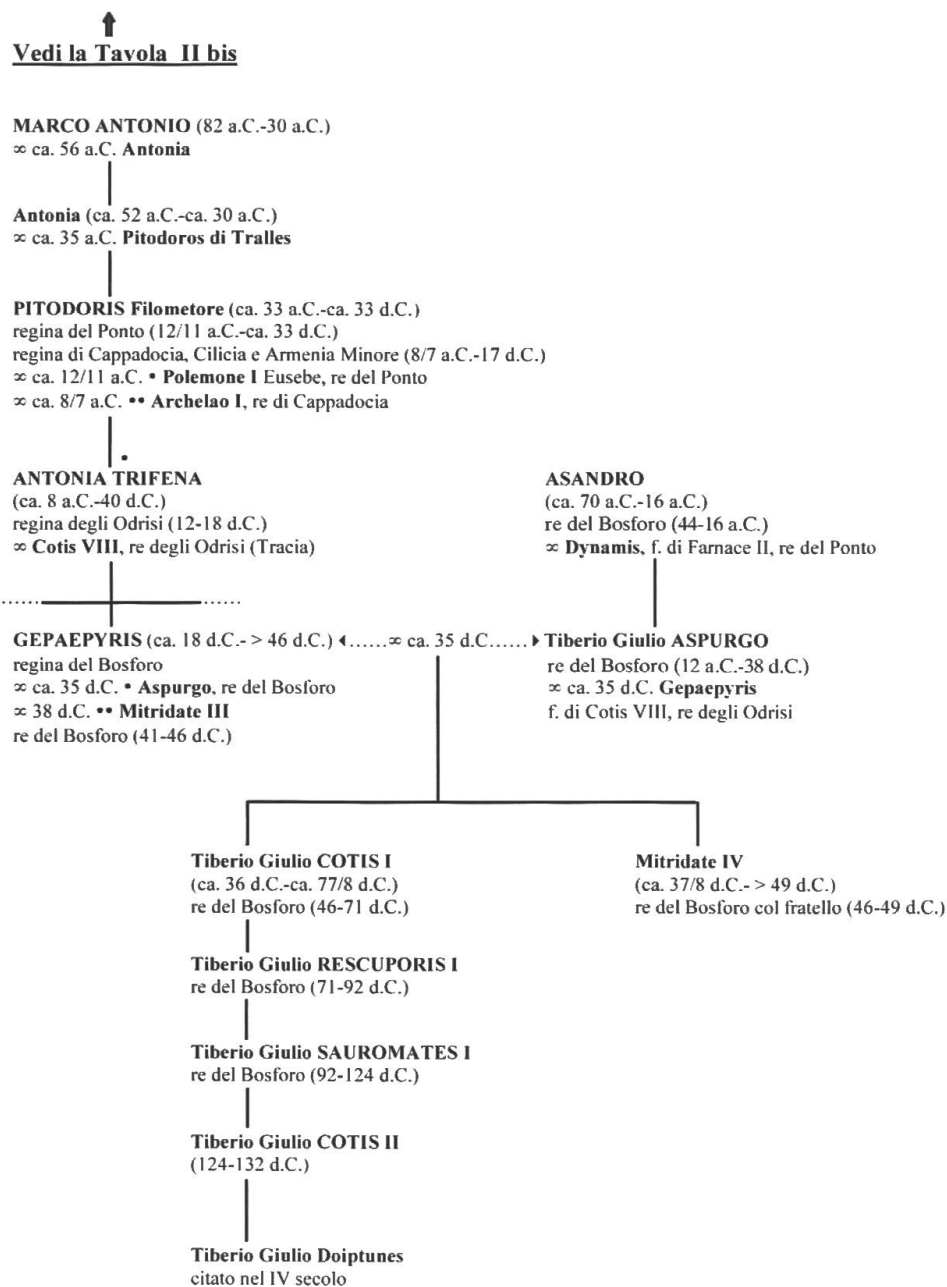 Vedi la Tavola II bis
MARCO ANTONIO (82 a.C.-30 a.C.)
∞ ca. 56 a.C. Antonia
Antonia (ca. 52 a.C.-ca. 30 a.C.)
∞ ca. 35 a.C. Pitodoros di Tralles
PITODORIS Filometore (ca. 33 a.C.-ca. 33 d.C.)
regina del Ponto (12/11 a.C.-ca. 33 d.C.)
regina di Cappadocia, Cilicia e Armenia Minore (8/7 a.C.-17 d.C.)
∞ ca. 12/11 a.C. • Polemone I Eusebe, re del Ponto
∞ ca. 8/7 a.C. •• Archelao I, re di Cappadocia
•
ANTONIA TRIFENA
(ca. 8 a.C.-40 d.C.)
regina degli Odrisi (12-18 d.C.)
∞ Cotis VIII, re degli Odrisi (Tracia)
ASANDRO
(ca. 70 a.C.-16 a.C.)
re del Bosforo (44-16 a.C.)
∞ Dynamis, f. di Farnace II, re del Ponto
GEPAEPYRIS (ca. 18 d.C.- > 46 d.C.) ◄......∞ ca. 35 d.C......► Tiberio Giulio ASPURGO
regina del Bosforo
∞ ca. 35 d.C. • Aspurgo, re del Bosforo
∞ 38 d.C. •• Mitridate III
re del Bosforo (41-46 d.C.)
re del Bosforo (12 a.C.-38 d.C.)
∞ ca. 35 d.C. Gepaepyris
f. di Cotis VIII, re degli Odrisi
Tiberio Giulio COTIS I
(ca. 36 d.C.-ca. 77/8 d.C.)
re del Bosforo (46-71 d.C.)
Mitridate IV
(ca. 37/8 d.C.- > 49 d.C.)
re del Bosforo col fratello (46-49 d.C.)
Tiberio Giulio RESCUPORIS I
re del Bosforo (71-92 d.C.)
Tiberio Giulio SAUROMATES I
re del Bosforo (92-124 d.C.)
Tiberio Giulio COTIS II
(124-132 d.C.)
Tiberio Giulio Doiptunes
citato nel IV secolo